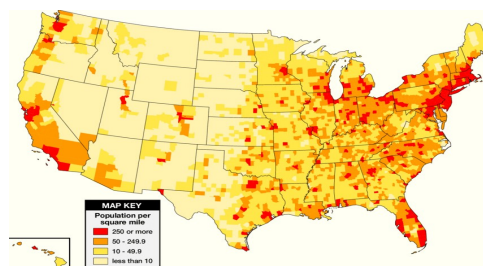 MAP KEY
Population per
square mile
250 or more
50 - 249.9
10 - 49.9
less than 10